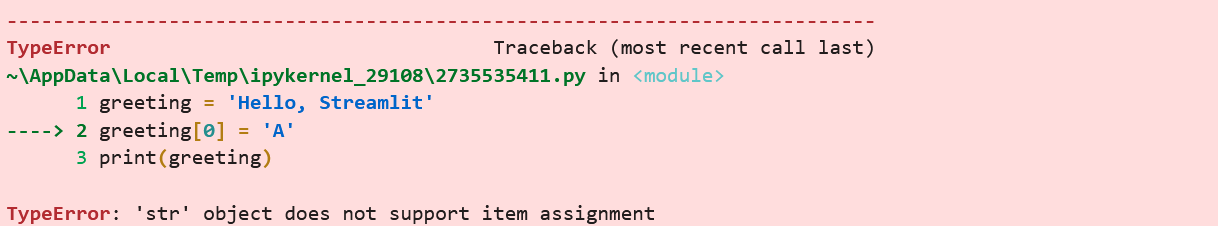 ---------------------------------------------------------------------------
TypeError                                 Traceback (most recent call last)
~\AppData\Local\Temp\ipykernel_29108\2735535411.py in <module>
      1 greeting = 'Hello, Streamlit'
----> 2 greeting[0] = 'A'
      3 print(greeting)

TypeError: 'str' object does not support item assignment